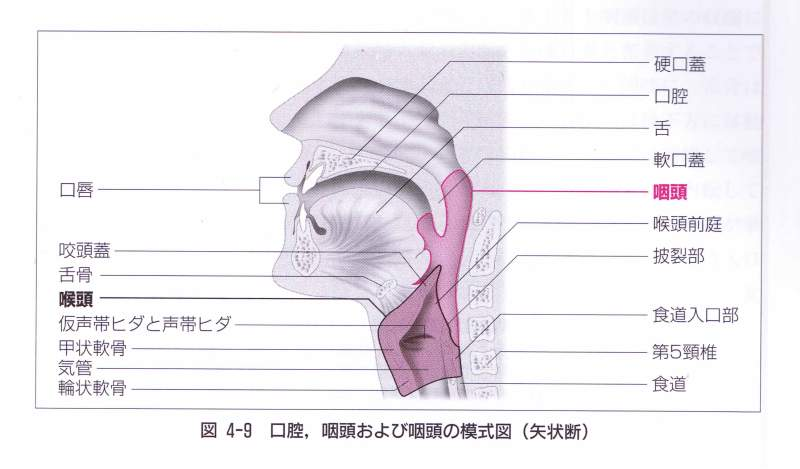 硬口蓋
口腔
舌
軟口蓋
咽頭
喉頭前庭
披裂部
食道入口部
第5頸椎
食道
口唇
咬頭蓋
舌骨
喉頭
仮声帯ヒダと声帯ヒダ
甲状軟骨
気管
輪状軟骨
図 4-9 口腔，咽頭および咽頭の模式図（矢状断）